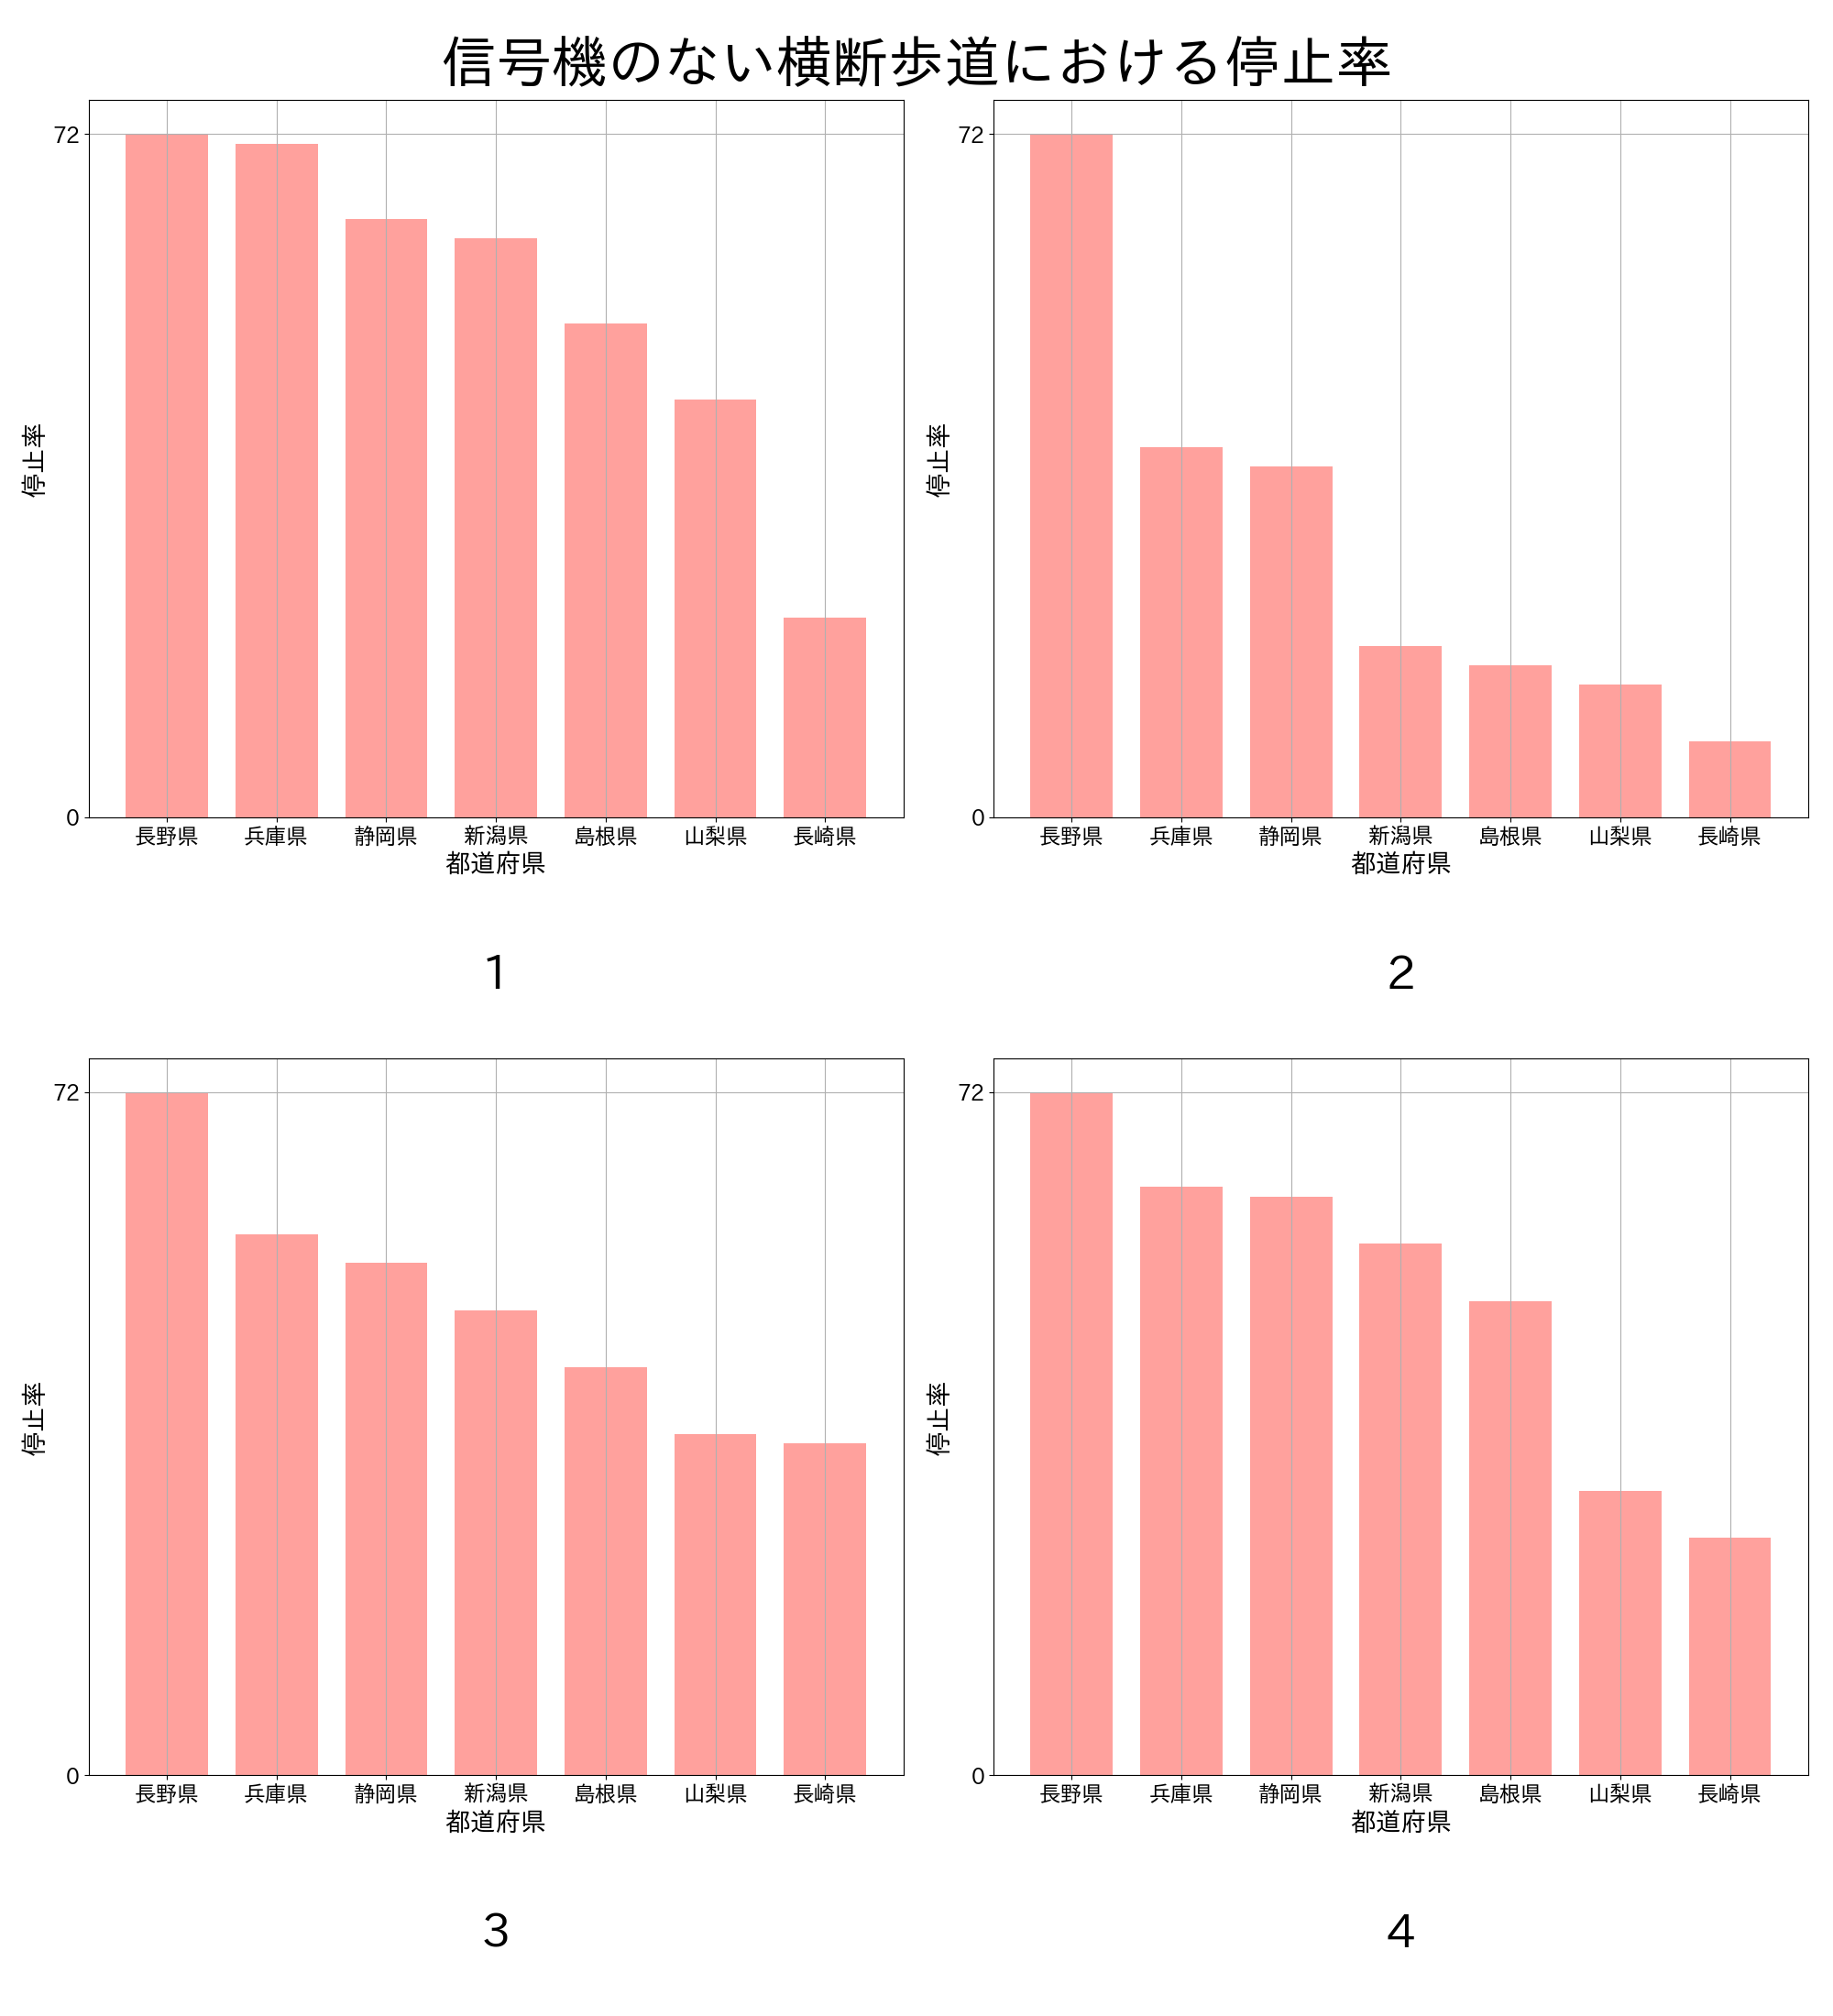 信号機のない横断歩道における停止率
72
0
停止率
長野県 兵庫県 静岡県 新潟県 島根県 山梨県 長崎県
都道府県
1
72
0
停止率
長野県 兵庫県 静岡県 新潟県 島根県 山梨県 長崎県
都道府県
2
72
0
停止率
長野県 兵庫県 静岡県 新潟県 島根県 山梨県 長崎県
都道府県
3
72
0
停止率
長野県 兵庫県 静岡県 新潟県 島根県 山梨県 長崎県
都道府県
4